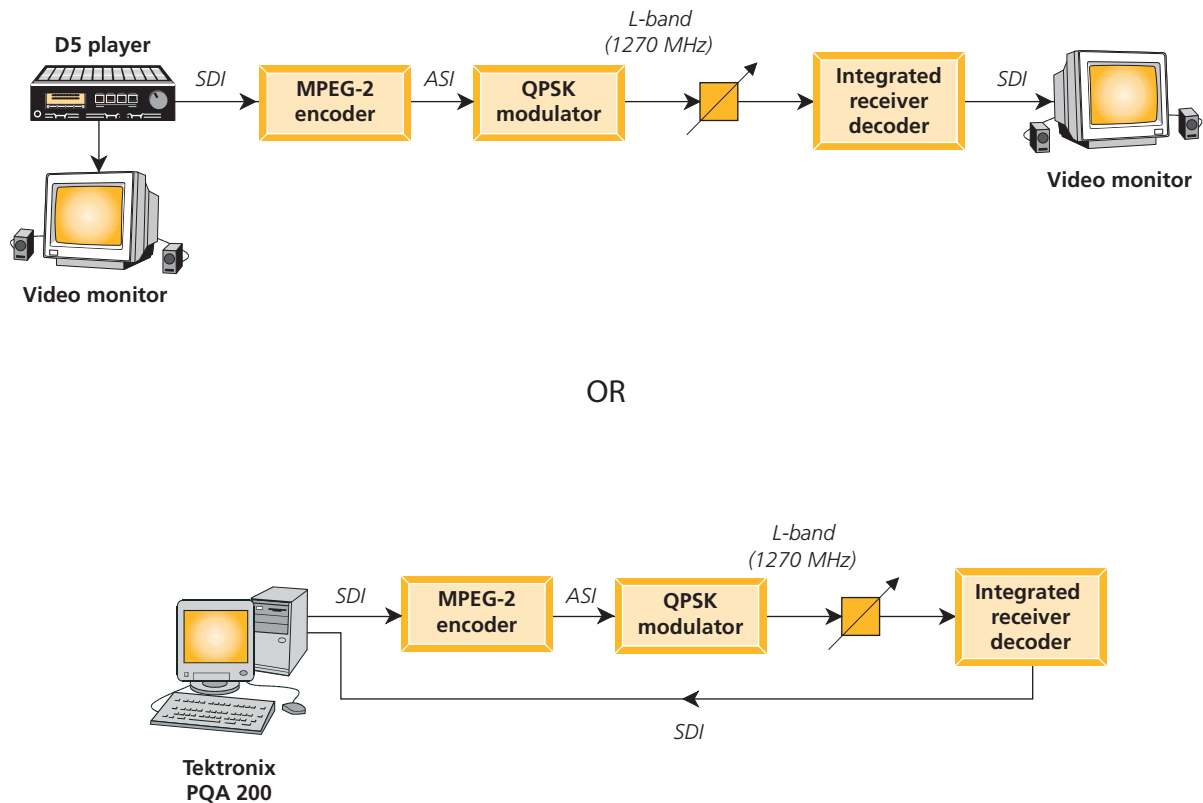 L-band
(1270 MHz)
D5 player
SDI
MPEG-2
encoder
ASI
QPSK
modulator
Integrated
receiver
decoder
SDI
Video monitor
Video monitor
OR
L-band
(1270 MHz)
SDI
MPEG-2
encoder
ASI
QPSK
modulator
Integrated
receiver
decoder
SDI
Tektronix
PQA 200